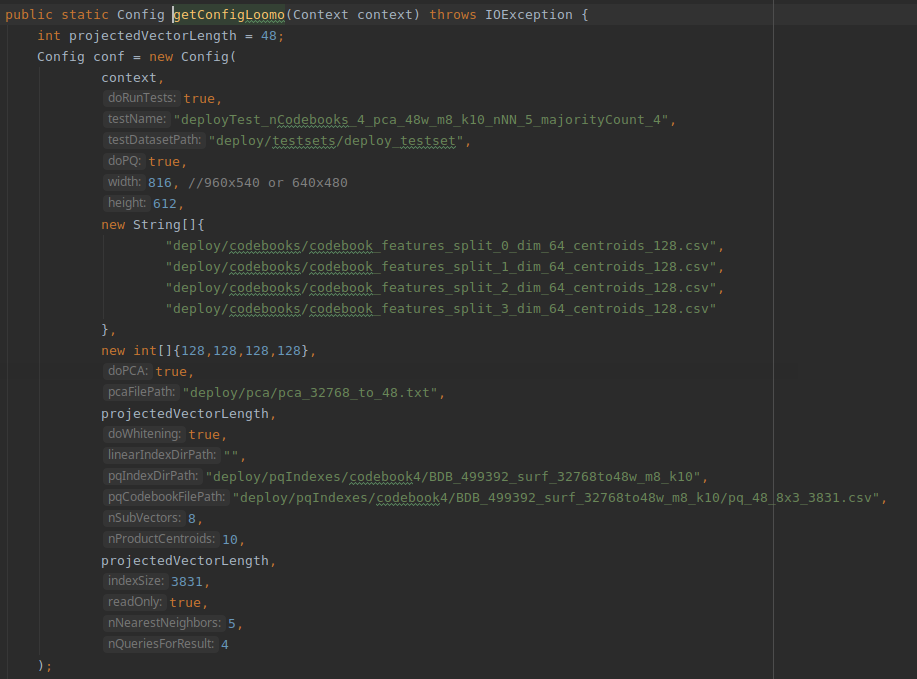 public static Config getConfigLoomo(Context context) throws IOException {
int projectedVectorLength = 48;
Config conf = new Config(
context,
doRunTests: true,
testName: "deployTest_nCodebooks_4_pca_48w_m8_k10_nNN_5_majorityCount_4",
testDatasetPath: "deploy/testsets/deploy_testset",
doPQ: true,
width: 816, //960x540 or 640x480
height: 612,
new String[]{
"deploy/codebooks/codebook_features_split_0_dim_64_centroids_128.csv",
"deploy/codebooks/codebook_features_split_1_dim_64_centroids_128.csv",
"deploy/codebooks/codebook_features_split_2_dim_64_centroids_128.csv",
"deploy/codebooks/codebook_features_split_3_dim_64_centroids_128.csv"
},
new int[]{128,128,128,128},
doPCA: true,
pcaFilePath: "deploy/pca/pca_32768_to_48.txt",
projectedVectorLength,
doWhitening: true,
linearIndexDirPath: "",
pqIndexDirPath: "deploy/pqIndexes/codebook4/BDB_499392_surf_32768to48w_m8_k10",
pqCodebookFilePath: "deploy/pqIndexes/codebook4/BDB_499392_surf_32768to48w_m8_k10/pq_48_8x3_3831.csv",
nSubVectors: 8,
nProductCentroids: 10,
projectedVectorLength,
indexSize: 3831,
readOnly: true,
nNearestNeighbors: 5,
nQueriesForResult: 4
);